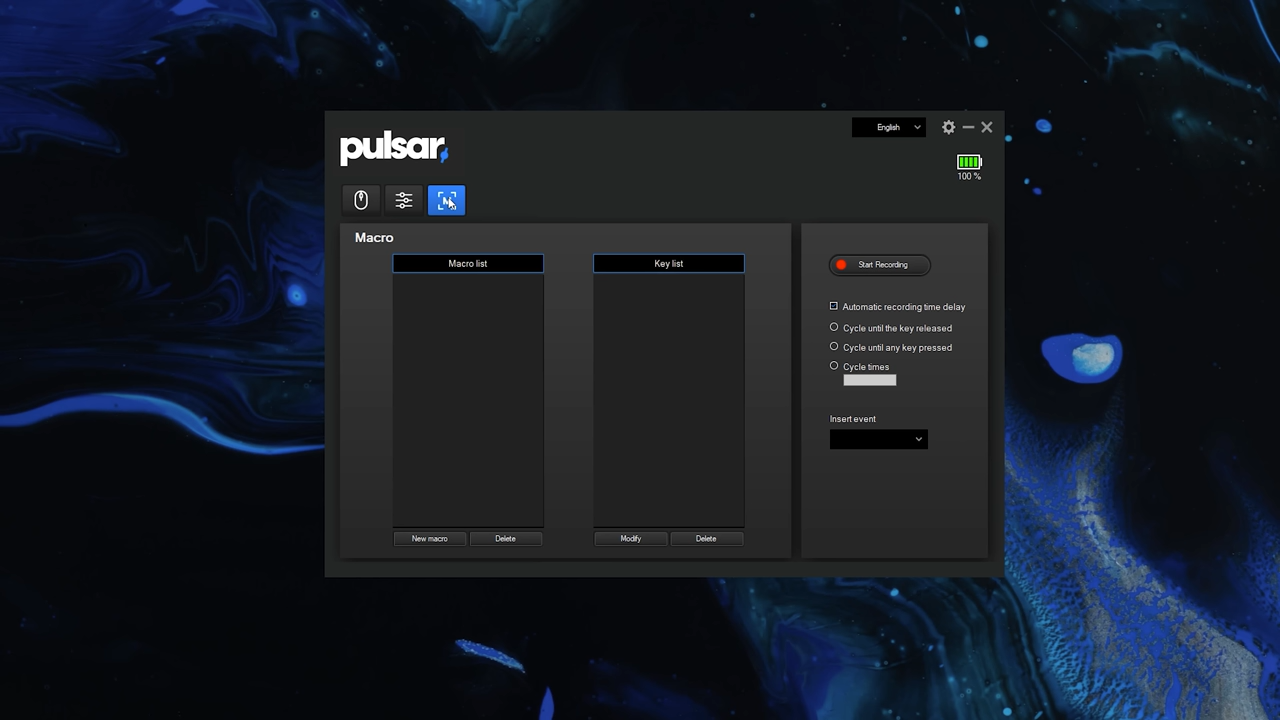 English
pulsar
100 %
Macro
Macro list
Key list
Start Recording
Automatic recording time delay
Cycle until the key released
Cycle until any key pressed
Cycle times
Insert event
New macro
Delete
Modify
Delete